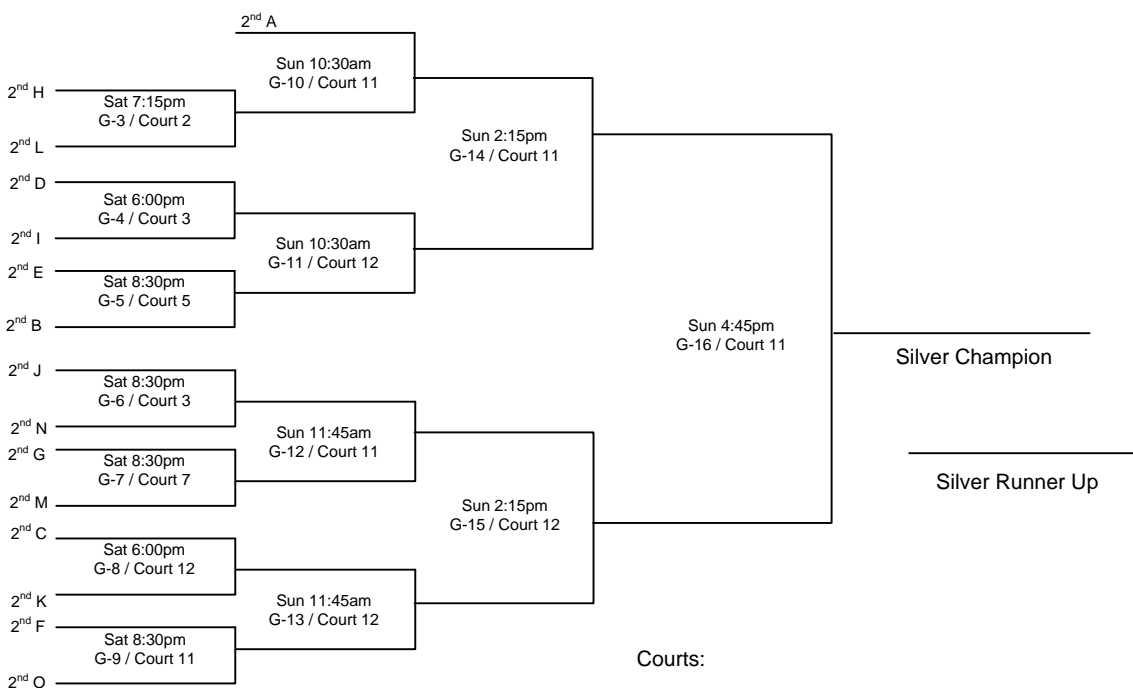 2nd A
Sun 10:30am
G-10 / Court 11
2nd H
Sat 7:15pm
G-3 / Court 2
2nd L
Sun 2:15pm
G-14 / Court 11
2nd D
Sat 6:00pm
G-4 / Court 3
2nd I
Sun 10:30am
G-11 / Court 12
2nd E
Sat 8:30pm
G-5 / Court 5
2nd B
Sun 4:45pm
G-16 / Court 11
Silver Champion
2nd J
Sat 8:30pm
G-6 / Court 3
2nd N
Sun 11:45am
G-12 / Court 11
2nd G
Sat 8:30pm
G-7 / Court 7
2nd M
Silver Runner Up
Sun 2:15pm
G-15 / Court 12
2nd C
Sat 6:00pm
G-8 / Court 12
2nd K
Sun 11:45am
G-13 / Court 12
2nd F
Sat 8:30pm
G-9 / Court 11
2nd O
Courts: